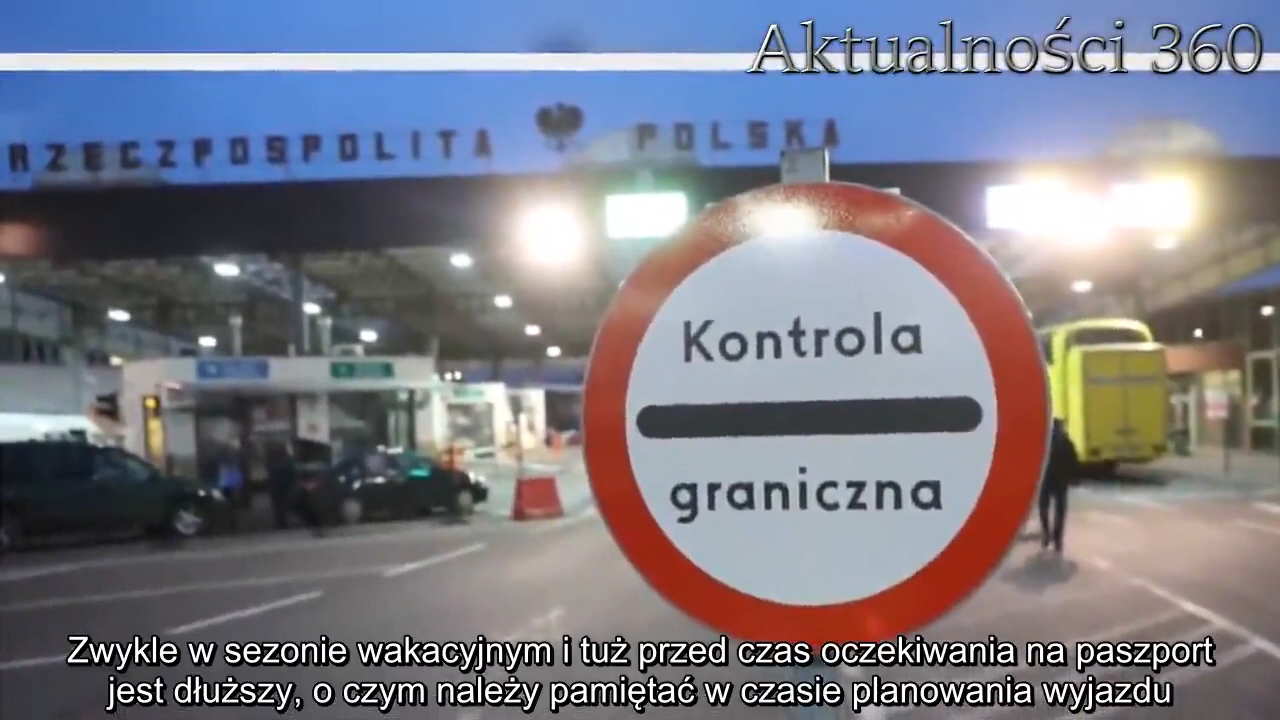 Aktualności 360
RZECZPOSPOLITA POLSKA
Kontrola
graniczna
Zwykle w sezonie wakacyjnym i tuż przed czas oczekiwania na paszport
jest dłuższy, o czym należy pamiętać w czasie planowania wyjazdu